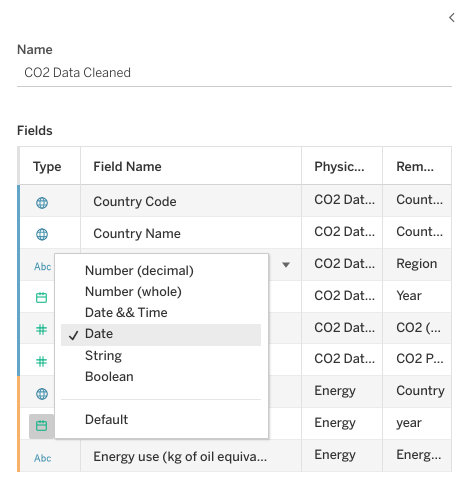 Name
CO2 Data Cleaned
Fields
Type Field Name Physic... Rem...
Country Code CO2 Dat... Count...
Country Name CO2 Dat... Count...
Abc CO2 Dat... Region
Number (decimal)
Number (whole) CO2 Dat... Year
Date && Time
Date CO2 Dat... CO2 (...
String CO2 Dat... CO2 P...
Boolean
Energy Country
Default Energy year
Abc Energy use (kg of oil equiva... Energy Energ...